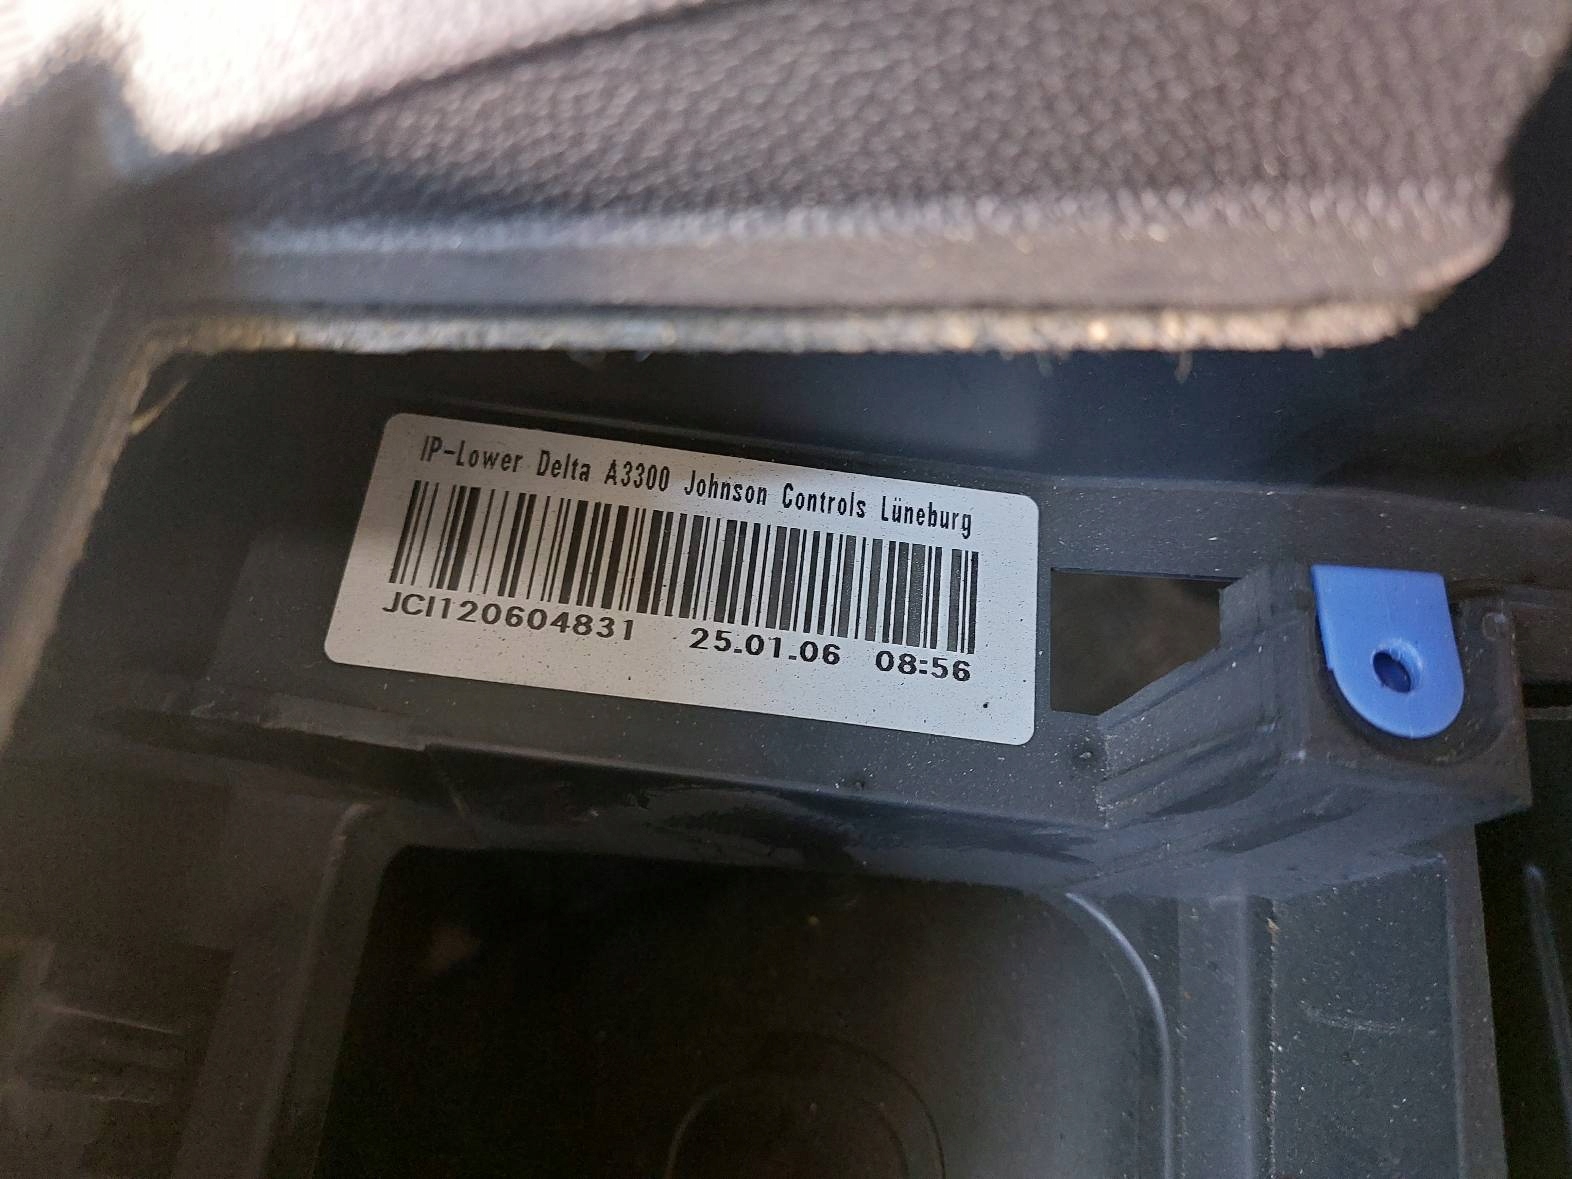 IP-Lower Delta A3300 Johnson Controls Lüneburg
JCI120604831 25.01.06 08:56